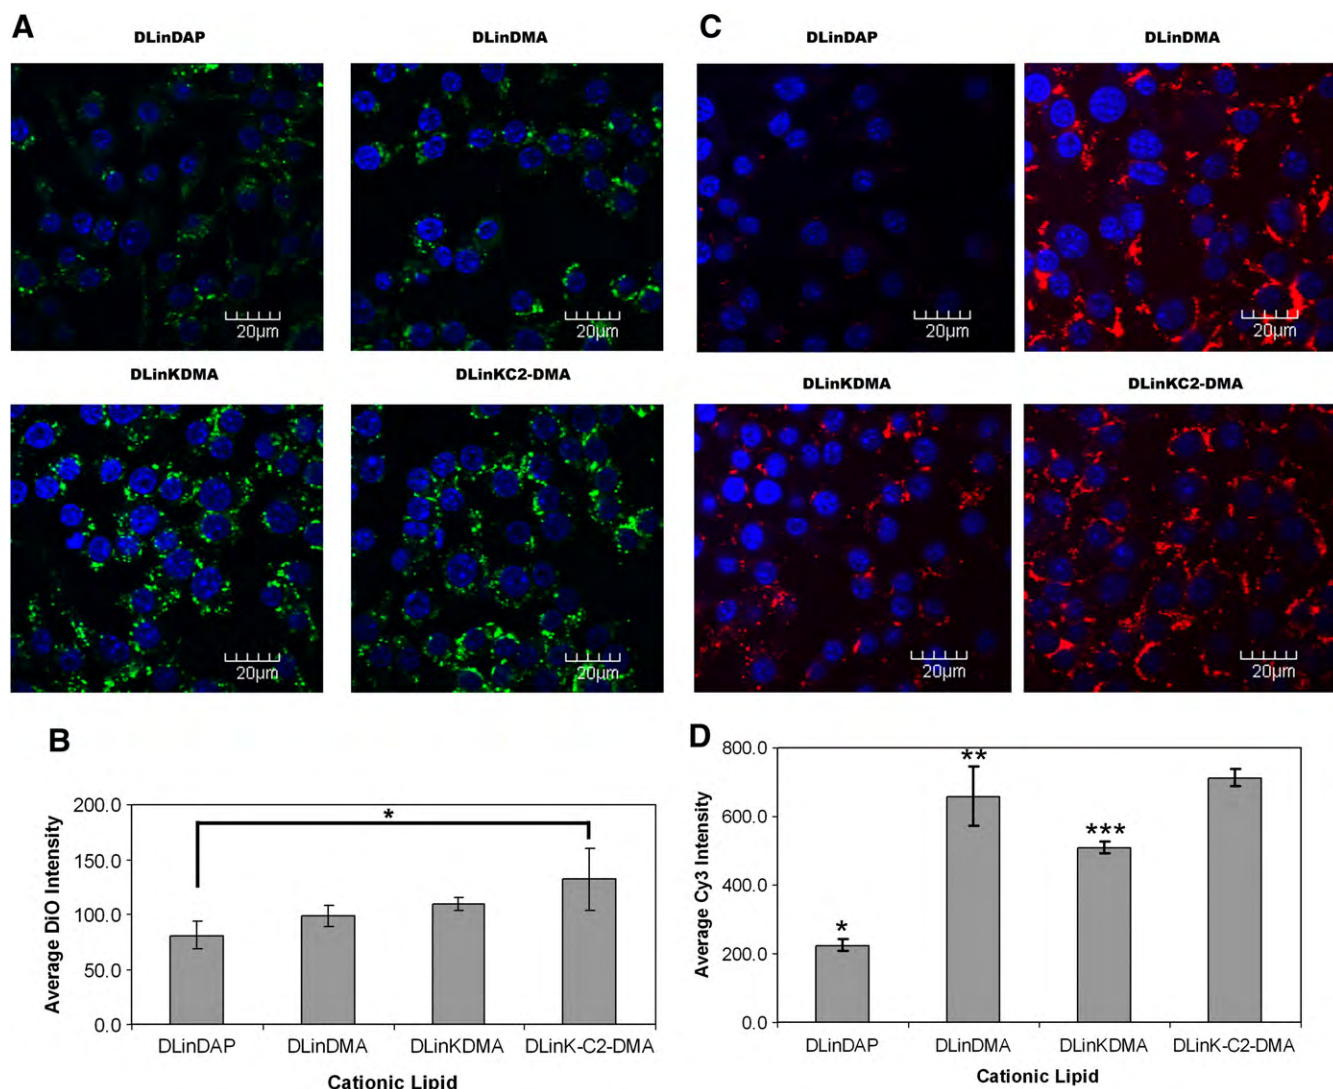 A
DLinDAP
DLinDMA
20µm
20µm
DLinKDMA
DLinKC2-DMA
20µm
20µm
B
*
Average DiO Intensity
200.0
150.0
100.0
50.0
0.0
DLinDAP
DLinDMA
DLinKDMA
DLinK-C2-DMA
Cationic Lipid
C
DLinDAP
DLinDMA
20µm
20µm
DLinKDMA
DLinKC2-DMA
20µm
20µm
D
Average Cy3 Intensity
800.0
600.0
400.0
200.0
0.0
*
**
***
DLinDAP
DLinDMA
DLinKDMA
DLinK-C2-DMA
Cationic Lipid